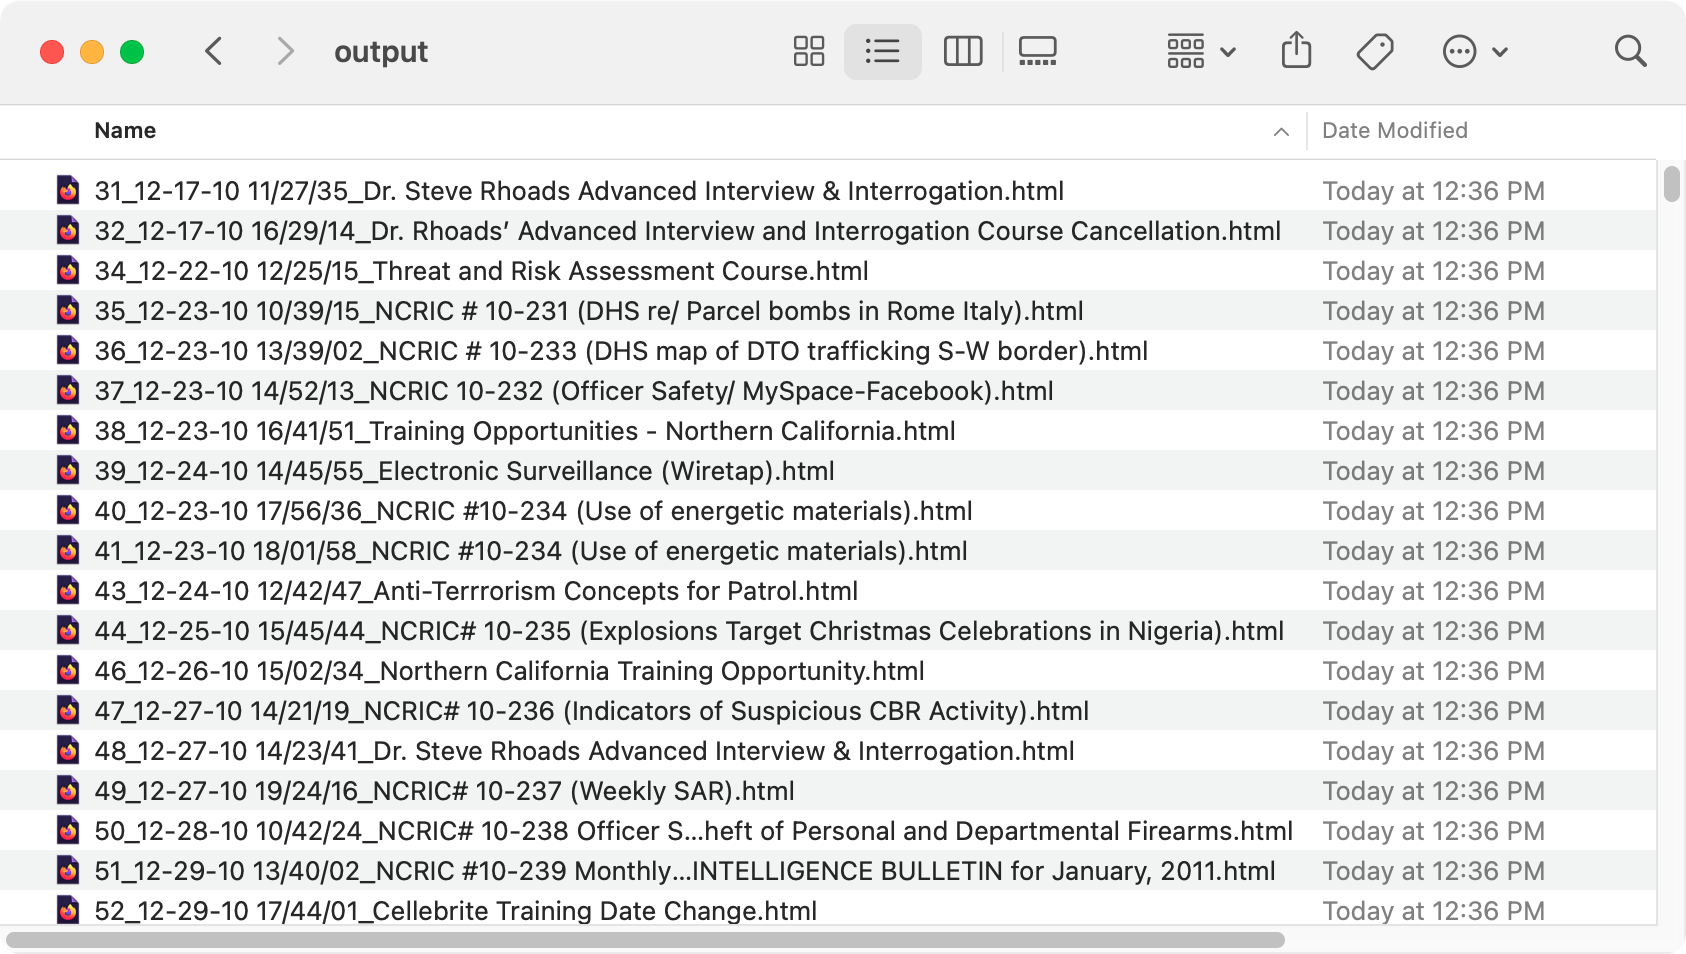 output
Name Date Modified
31_12-17-10 11/27/35_Dr. Steve Rhoads Advanced Interview & Interrogation.html Today at 12:36 PM
32_12-17-10 16/29/14_Dr. Rhoads’ Advanced Interview and Interrogation Course Cancellation.html Today at 12:36 PM
34_12-22-10 12/25/15_Threat and Risk Assessment Course.html Today at 12:36 PM
35_12-23-10 10/39/15_NCRIC # 10-231 (DHS re/ Parcel bombs in Rome Italy).html Today at 12:36 PM
36_12-23-10 13/39/02_NCRIC # 10-233 (DHS map of DTO trafficking S-W border).html Today at 12:36 PM
37_12-23-10 14/52/13_NCRIC 10-232 (Officer Safety/ MySpace-Facebook).html Today at 12:36 PM
38_12-23-10 16/41/51_Training Opportunities - Northern California.html Today at 12:36 PM
39_12-24-10 14/45/55_Electronic Surveillance (Wiretap).html Today at 12:36 PM
40_12-23-10 17/56/36_NCRIC #10-234 (Use of energetic materials).html Today at 12:36 PM
41_12-23-10 18/01/58_NCRIC #10-234 (Use of energetic materials).html Today at 12:36 PM
43_12-24-10 12/42/47_Anti-Terrrorism Concepts for Patrol.html Today at 12:36 PM
44_12-25-10 15/45/44_NCRIC# 10-235 (Explosions Target Christmas Celebrations in Nigeria).html Today at 12:36 PM
46_12-26-10 15/02/34_Northern California Training Opportunity.html Today at 12:36 PM
47_12-27-10 14/21/19_NCRIC# 10-236 (Indicators of Suspicious CBR Activity).html Today at 12:36 PM
48_12-27-10 14/23/41_Dr. Steve Rhoads Advanced Interview & Interrogation.html Today at 12:36 PM
49_12-27-10 19/24/16_NCRIC# 10-237 (Weekly SAR).html Today at 12:36 PM
50_12-28-10 10/42/24_NCRIC# 10-238 Officer S...heft of Personal and Departmental Firearms.html Today at 12:36 PM
51_12-29-10 13/40/02_NCRIC #10-239 Monthly...INTELLIGENCE BULLETIN for January, 2011.html Today at 12:36 PM
52_12-29-10 17/44/01_Cellebrite Training Date Change.html Today at 12:36 PM